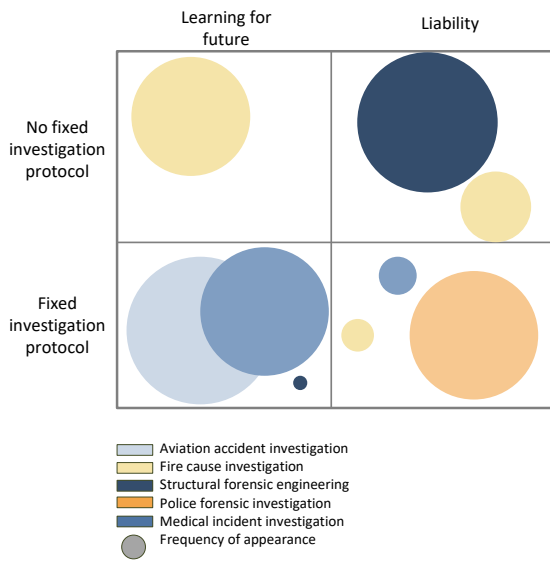 Learning for
future
Liability
No fixed
investigation
protocol
Fixed
investigation
protocol
Aviation accident investigation
Fire cause investigation
Structural forensic engineering
Police forensic investigation
Medical incident investigation
Frequency of appearance